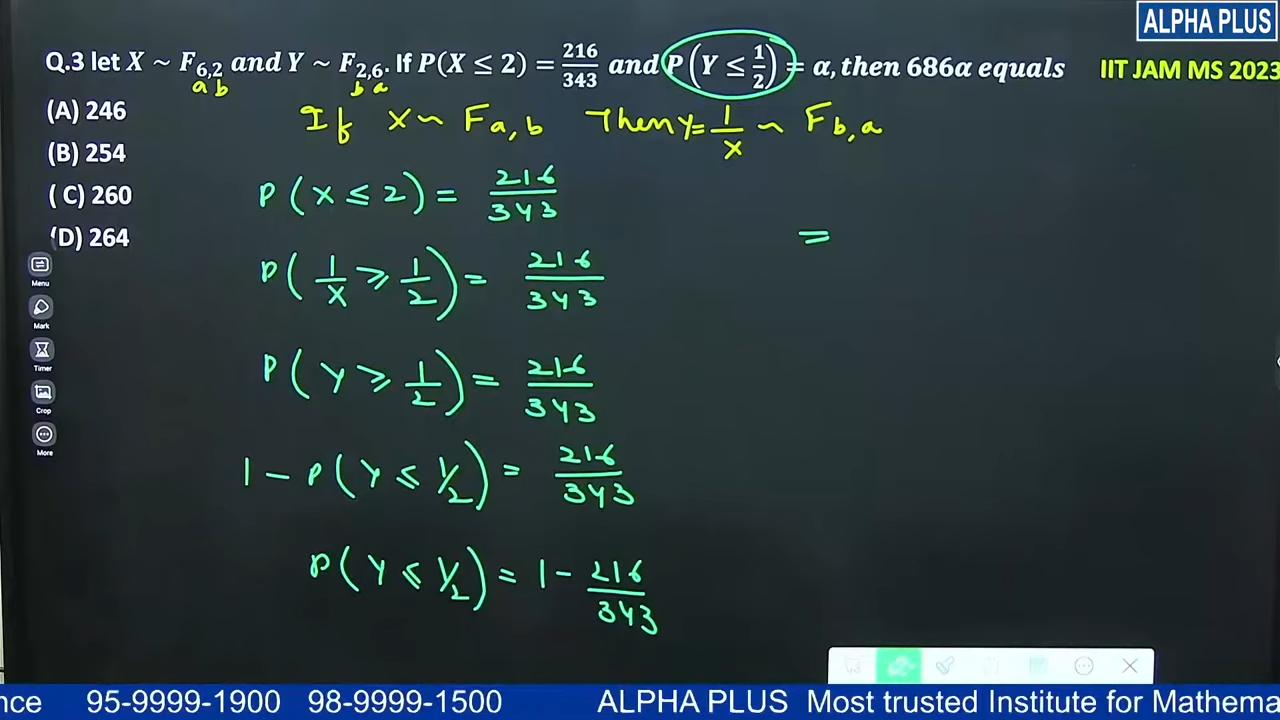 ALPHA PLUS
Q.3 let X ~ F₆,₂ and Y ~ F₂,₆. If P(X ≤ 2) = 216/343 and P(Y ≤ 1/2) = α, then 686α equals IIT JAM MS 2023
a b b a
(A) 246
If X ~ Fa,b Then Y = 1/X ~ Fb,a
(B) 254
P(X ≤ 2) = 216/343
(C) 260
(D) 264
=
P(1/X ≥ 1/2) = 216/343
P(Y ≥ 1/2) = 216/343
1 - P(Y ≤ 1/2) = 216/343
P(Y ≤ 1/2) = 1 - 216/343
Menu
Mark
Timer
Crop
More
nce 95-9999-1900 98-9999-1500 ALPHA PLUS Most trusted Institute for Mathema